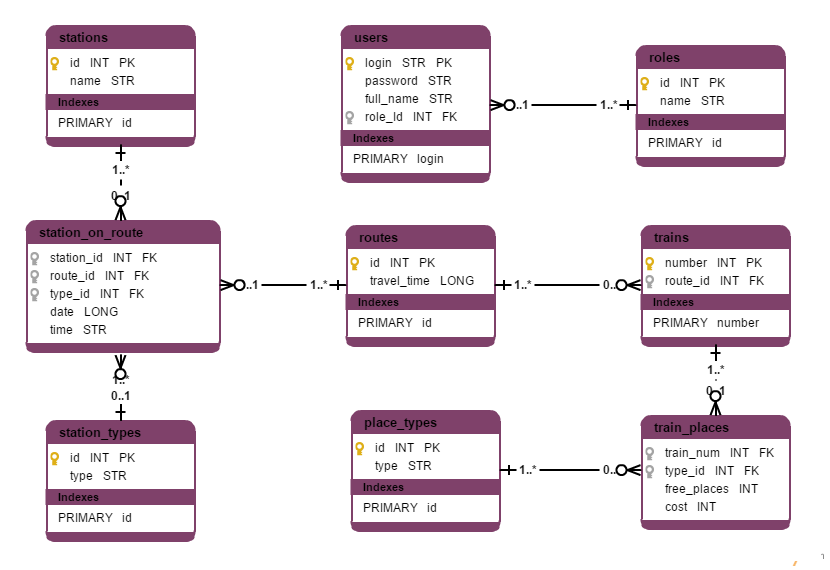 stations
id INT PK
name STR
Indexes
PRIMARY id
users
login STR PK
password STR
full_name STR
role_Id INT FK
Indexes
PRIMARY login
roles
id INT PK
name STR
Indexes
PRIMARY id
..1
1..*
1..*
0..1
station_on_route
station_id INT FK
route_id INT FK
type_id INT FK
date LONG
time STR
..1
1..*
routes
id INT PK
travel_time LONG
Indexes
PRIMARY id
1..*
0..
trains
number INT PK
route_id INT FK
Indexes
PRIMARY number
1..*
0..1
1..*
0..1
station_types
id INT PK
type STR
Indexes
PRIMARY id
place_types
id INT PK
type STR
Indexes
PRIMARY id
1..*
0..
train_places
train_num INT FK
type_id INT FK
free_places INT
cost INT